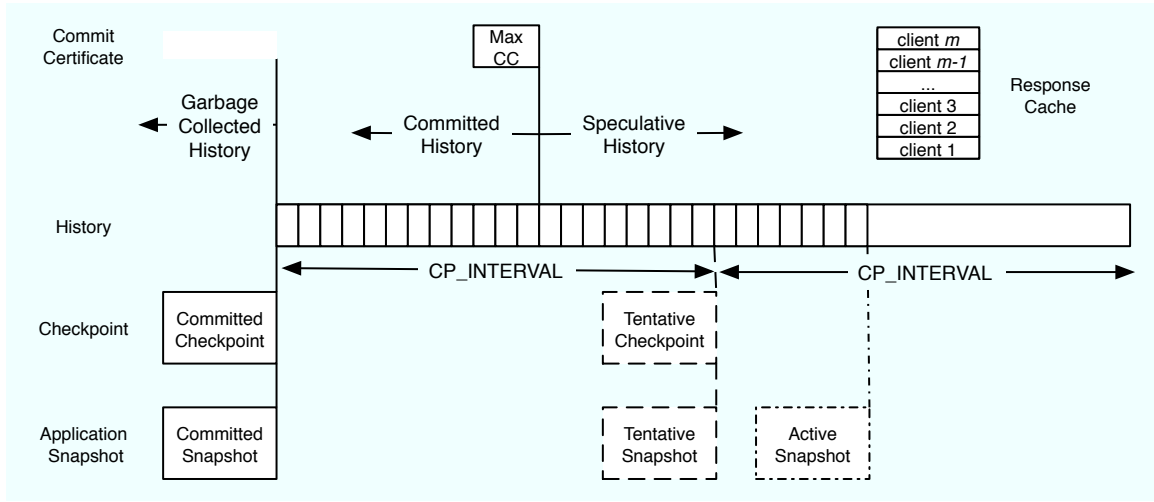 Commit
Certificate
Max
CC
client m
client m-1
...
client 3
client 2
client 1
Response
Cache
Garbage
Collected
History
Committed
History
Speculative
History
History
CP_INTERVAL
CP_INTERVAL
Checkpoint
Committed
Checkpoint
Tentative
Checkpoint
Application
Snapshot
Committed
Snapshot
Tentative
Snapshot
Active
Snapshot